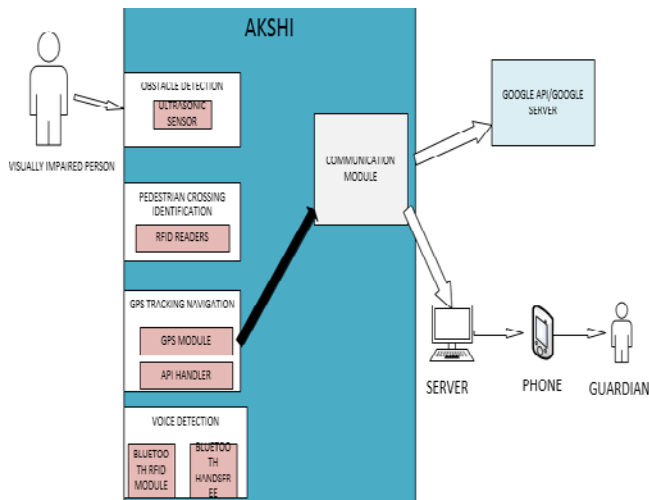 AKSHI
OBSTACLE DETECTION
ULTRASONIC
SENSOR
VISUALLY IMPAIRED PERSON
PEDESTRIAN CROSSING
IDENTIFICATION
RFID READERS
GPS TRACKING NAVIGATION
GPS MODULE
API HANDLER
VOICE DETECTION
BLUETOO
TH RFID
MODULE
BLUETOO
TH
HANDSFR
EE
COMMUNICATION
MODULE
GOOGLE API/GOOGLE
SERVER
SERVER
PHONE
GUARDIAN